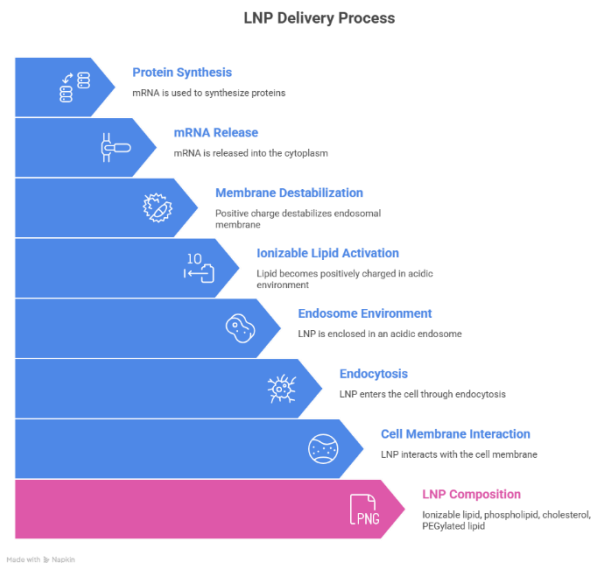 LNP Delivery Process
Protein Synthesis
mRNA is used to synthesize proteins
mRNA Release
mRNA is released into the cytoplasm
Membrane Destabilization
Positive charge destabilizes endosomal
membrane
10
Ionizable Lipid Activation
Lipid becomes positively charged in acidic
environment
Endosome Environment
LNP is enclosed in an acidic endosome
Endocytosis
LNP enters the cell through endocytosis
Cell Membrane Interaction
LNP interacts with the cell membrane
PNG
LNP Composition
Ionizable lipid, phospholipid, cholesterol,
PEGylated lipid
Made with Napkin